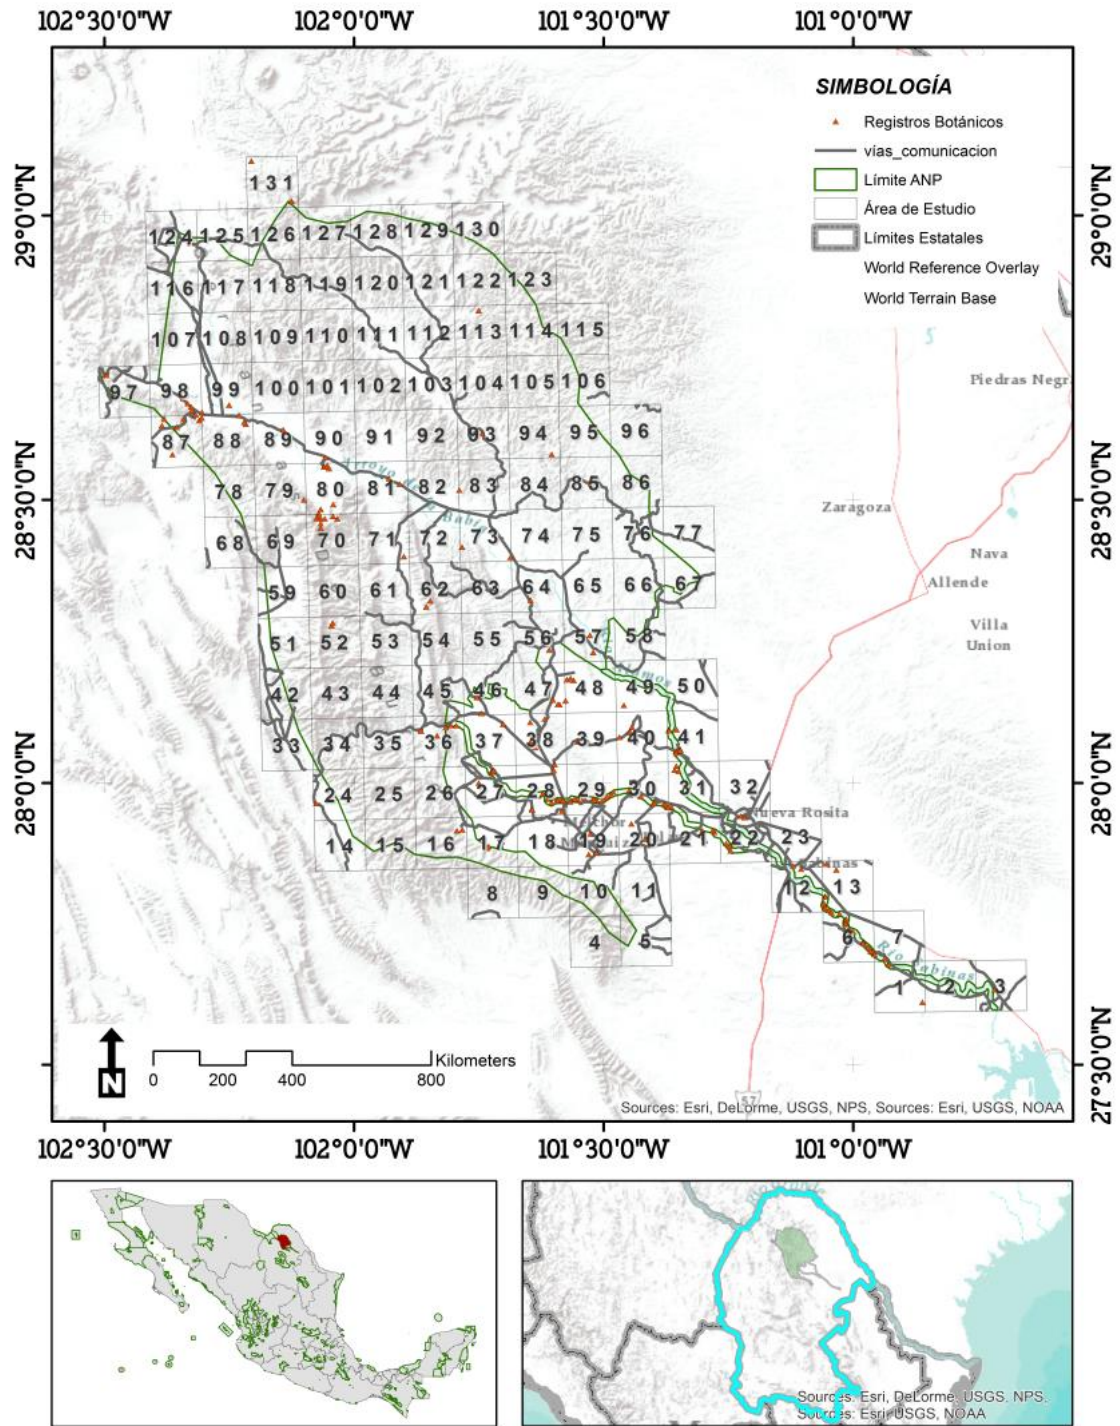 102°30'0"W 102°0'0"W 101°30'0"W 101°0'0"W
SIMBOLOGÍA
Registros Botánicos
vías_comunicacion
Límite ANP
Área de Estudio
Límites Estatales
World Reference Overlay
World Terrain Base
29°0'0"N
29°0'0"N
28°30'0"N
28°30'0"N
28°0'0"N
28°0'0"N
27°30'0"N
27°30'0"N
131
124 125 126 127 128 129 130
116 117 118 119 120 121 122 123
107 108 109 110 111 112 113 114 115
97 98 99 100 101 102 103 104 105 106
87 88 89 90 91 92 93 94 95 96
78 79 80 81 82 83 84 85 86
68 69 70 71 72 73 74 75 76 77
59 60 61 62 63 64 65 66 67
51 52 53 54 55 56 57 58
42 43 44 45 46 47 48 49 50
33 34 35 36 37 38 39 40 41
24 25 26 27 28 29 30 31 32
14 15 16 17 18 19 20 21 22 23
8 9 10 11 12 13
4 5 6 7
1 2 3
Piedras Negr
Zaragoza
Nava
Allende
Villa
Union
Nueva Rosita
Río Sabinas
57
N
0 200 400 800
Kilometers
Sources: Esri, DeLorme, USGS, NPS, Sources: Esri, USGS, NOAA
102°30'0"W 102°0'0"W 101°30'0"W 101°0'0"W
Sources: Esri, DeLorme, USGS, NPS,
Sources: Esri, USGS, NOAA